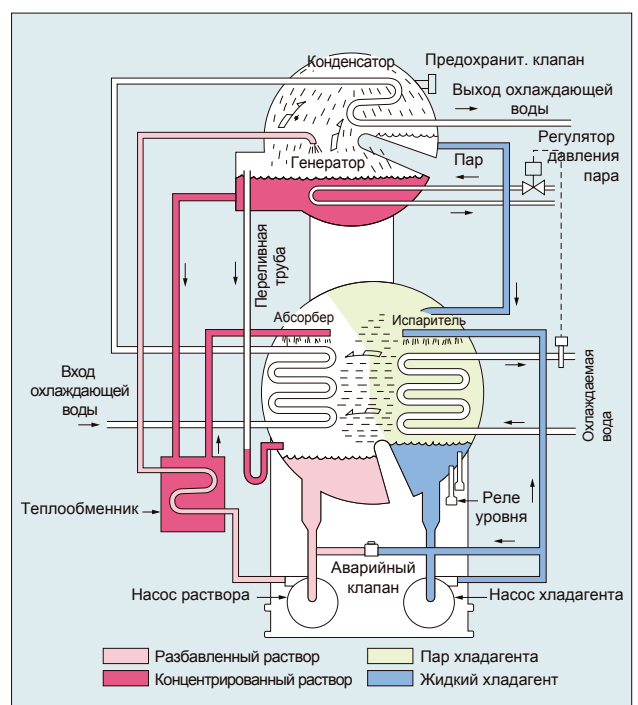 Конденсатор
Предохранит. клапан
Выход охлаждающей
воды
Регулятор
давления
пара
Генератор
Пар
Переливная
труба
Абсорбер
Испаритель
Вход
охлаждающей
воды
Охлаждаемая
вода
Теплообменник
Реле
уровня
Аварийный
клапан
Насос раствора
Насос хладагента
Разбавленный раствор
Пар хладагента
Концентрированный раствор
Жидкий хладагент